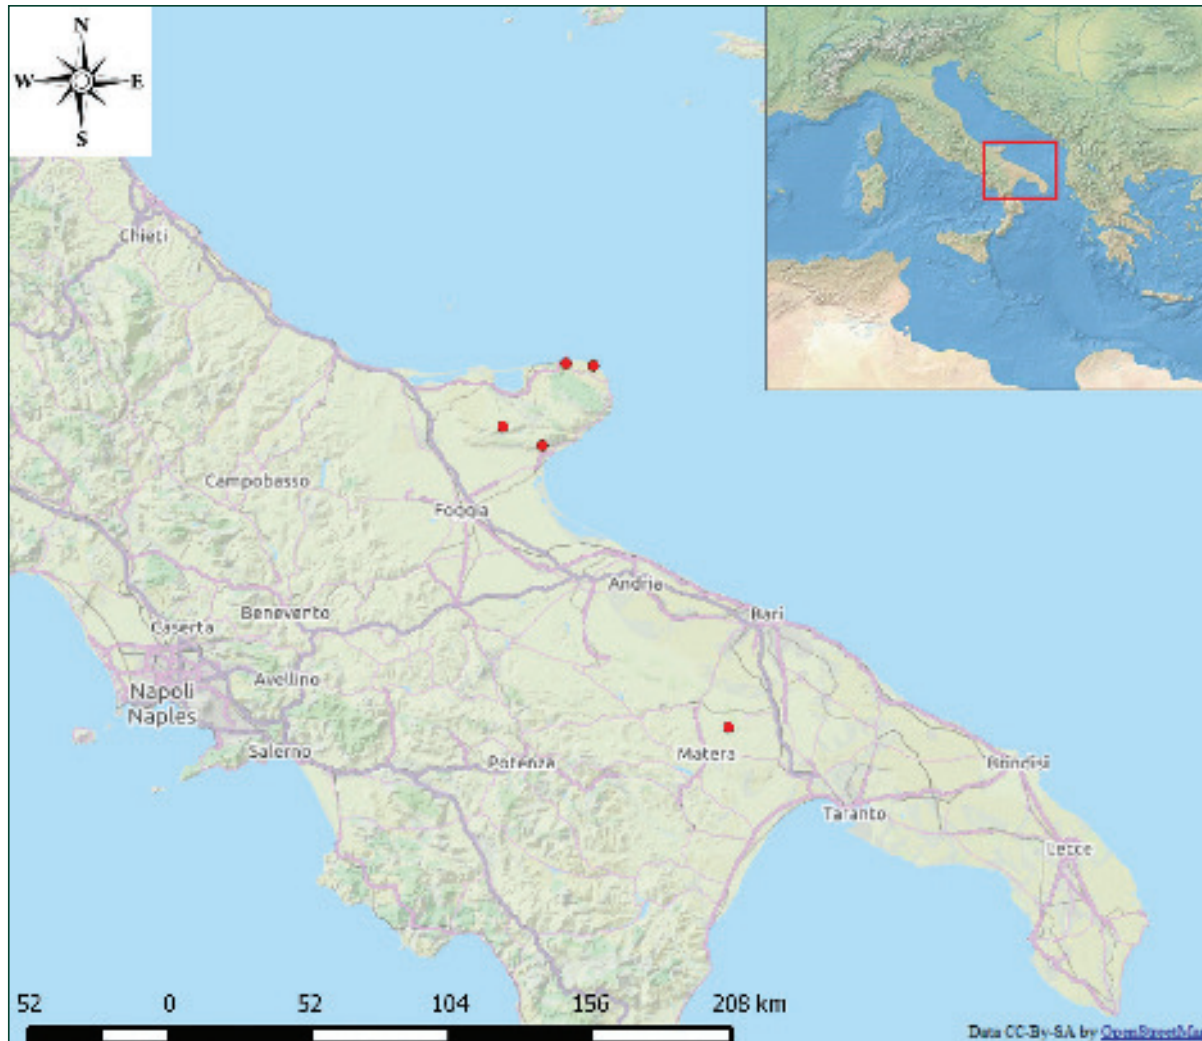 N
W E
S
Chieti
Campobasso
Foggia
Andria
Bari
Benevento
Caserta
Avellino
Napoli
Naples
Salerno
Potenza
Matera
Brindisi
Taranto
Lecce
52 0 52 104 156 208 km
Data CC-By-SA by OpenStreetMap